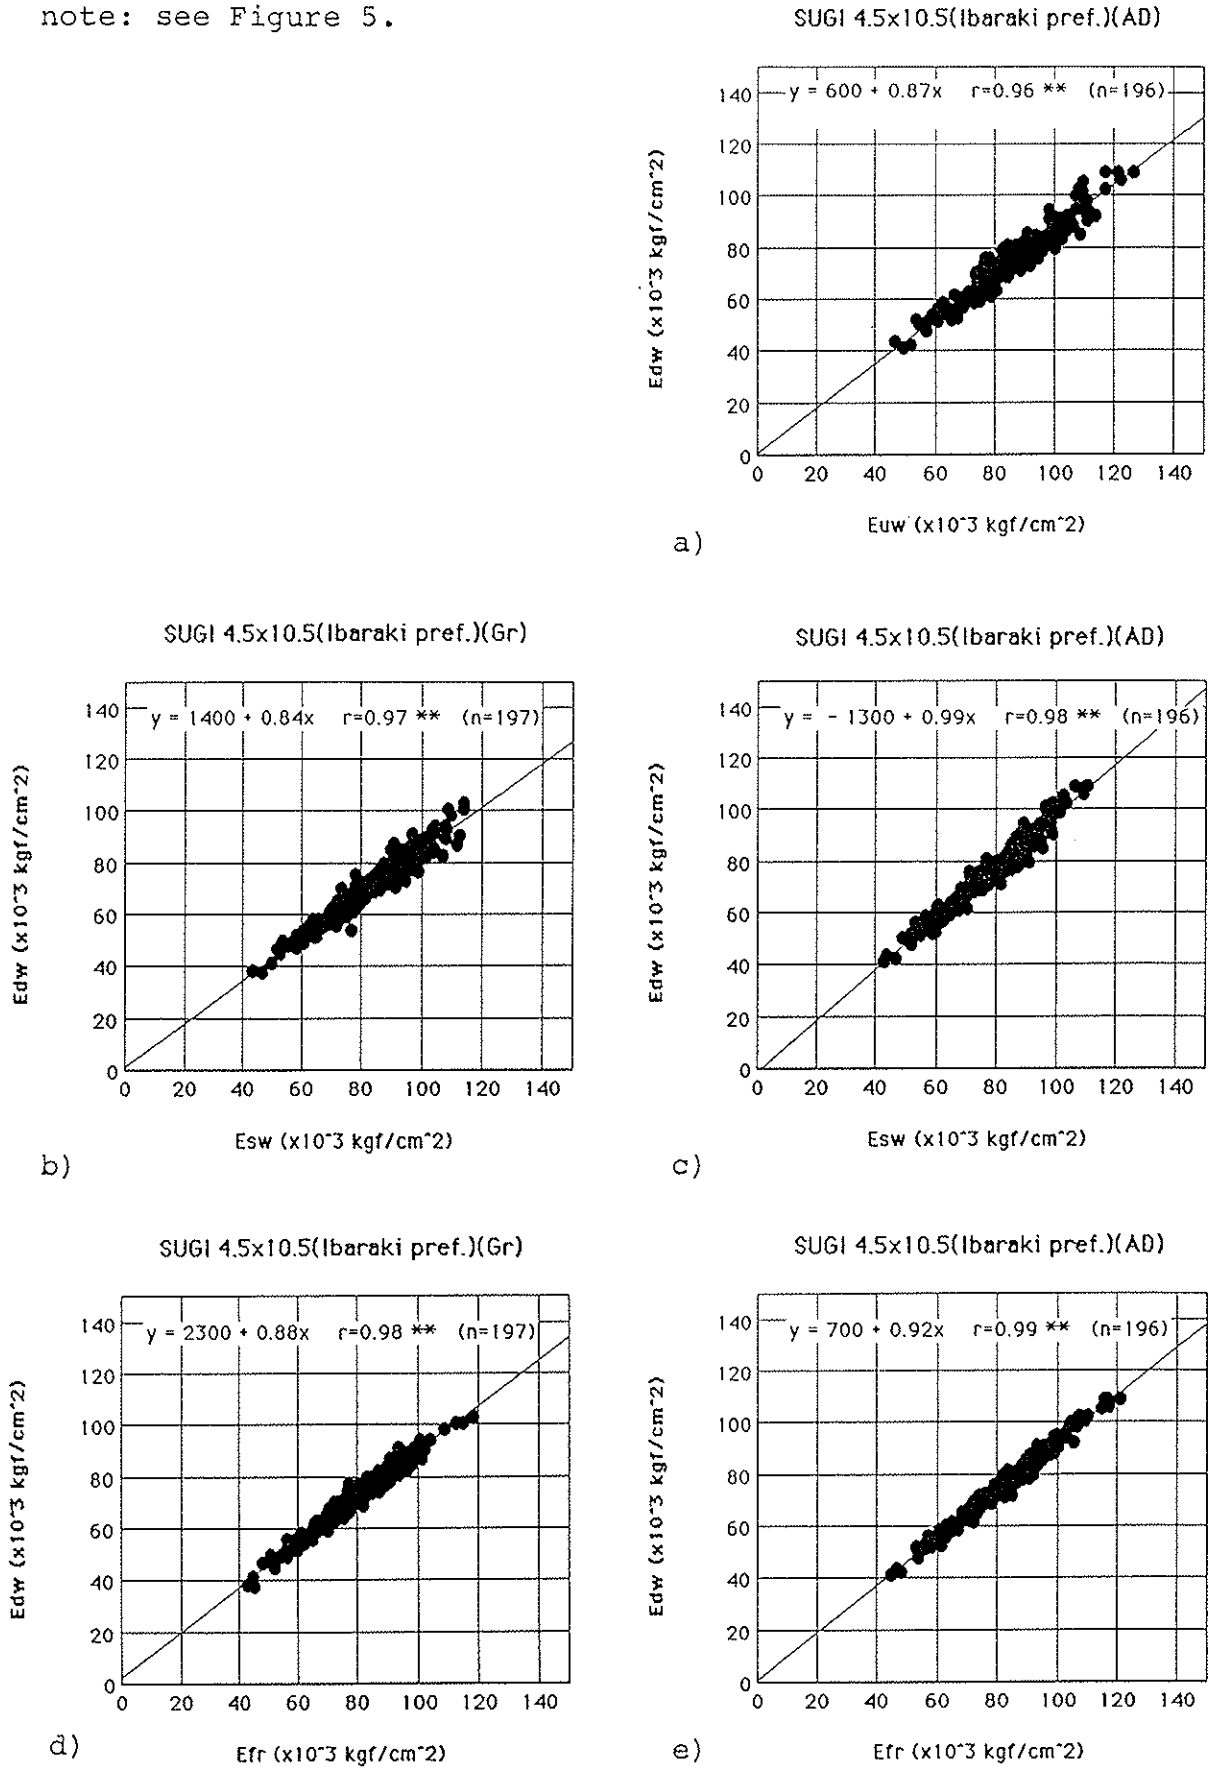 note: see Figure 5.
SUGI 4.5x10.5(Ibaraki pref.)(AD)
y = 600 + 0.87x r=0.96 ** (n=196)
140
120
100
80
60
40
20
0
Edw (x10^3 kgf/cm^2)
0 20 40 60 80 100 120 140
Euw (x10^3 kgf/cm^2)
a)
SUGI 4.5x10.5(Ibaraki pref.)(Gr)
y = 1400 + 0.84x r=0.97 ** (n=197)
140
120
100
80
60
40
20
0
Edw (x10^3 kgf/cm^2)
0 20 40 60 80 100 120 140
Esw (x10^3 kgf/cm^2)
b)
SUGI 4.5x10.5(Ibaraki pref.)(AD)
y = - 1300 + 0.99x r=0.98 ** (n=196)
140
120
100
80
60
40
20
0
Edw (x10^3 kgf/cm^2)
0 20 40 60 80 100 120 140
Esw (x10^3 kgf/cm^2)
c)
SUGI 4.5x10.5(Ibaraki pref.)(Gr)
y = 2300 + 0.88x r=0.98 ** (n=197)
140
120
100
80
60
40
20
0
Edw (x10^3 kgf/cm^2)
0 20 40 60 80 100 120 140
Efr (x10^3 kgf/cm^2)
d)
SUGI 4.5x10.5(Ibaraki pref.)(AD)
y = 700 + 0.92x r=0.99 ** (n=196)
140
120
100
80
60
40
20
0
Edw (x10^3 kgf/cm^2)
0 20 40 60 80 100 120 140
Efr (x10^3 kgf/cm^2)
e)